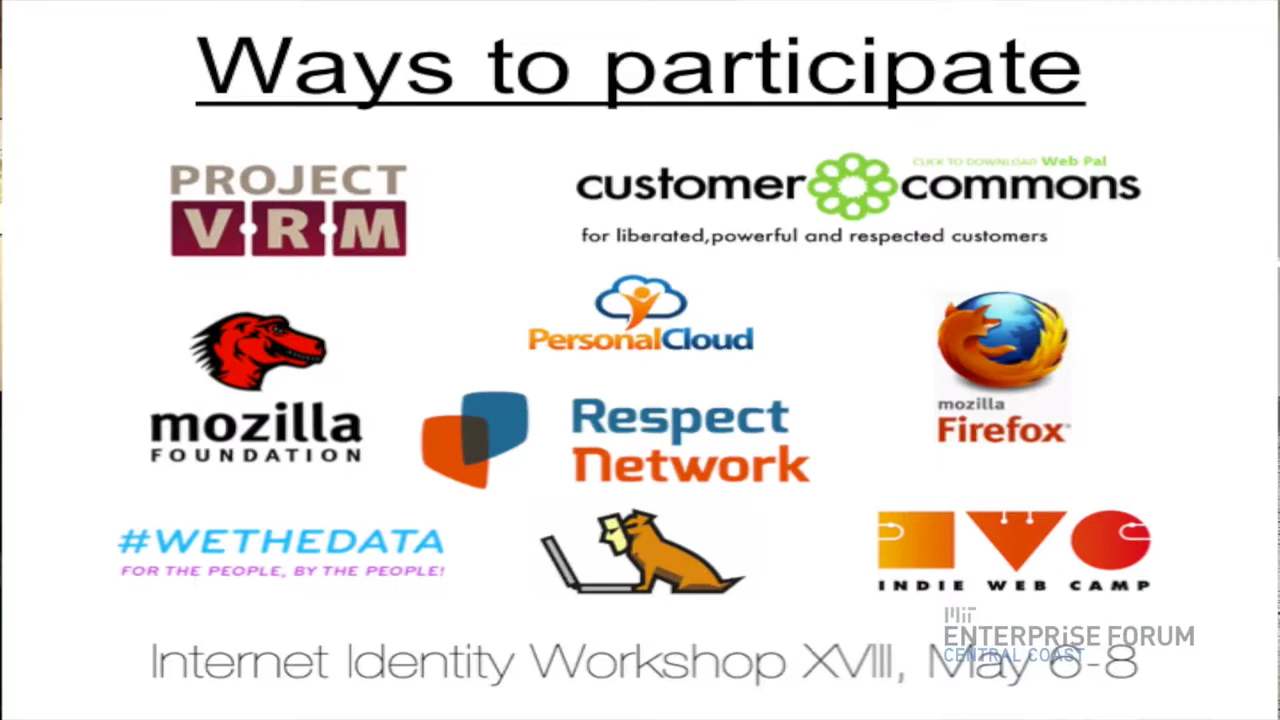 Ways to participate
PROJECT
V·R·M
CLICK TO DOWNLOAD Web Pal
customer commons
for liberated,powerful and respected customers
PersonalCloud
mozilla
FOUNDATION
mozilla
Firefox
Respect
Network
#WETHEDATA
FOR THE PEOPLE, BY THE PEOPLE!
INDIE WEB CAMP
MIT
ENTERPRISE FORUM
CENTRAL COAST
Internet Identity Workshop XVIII, May 6-8